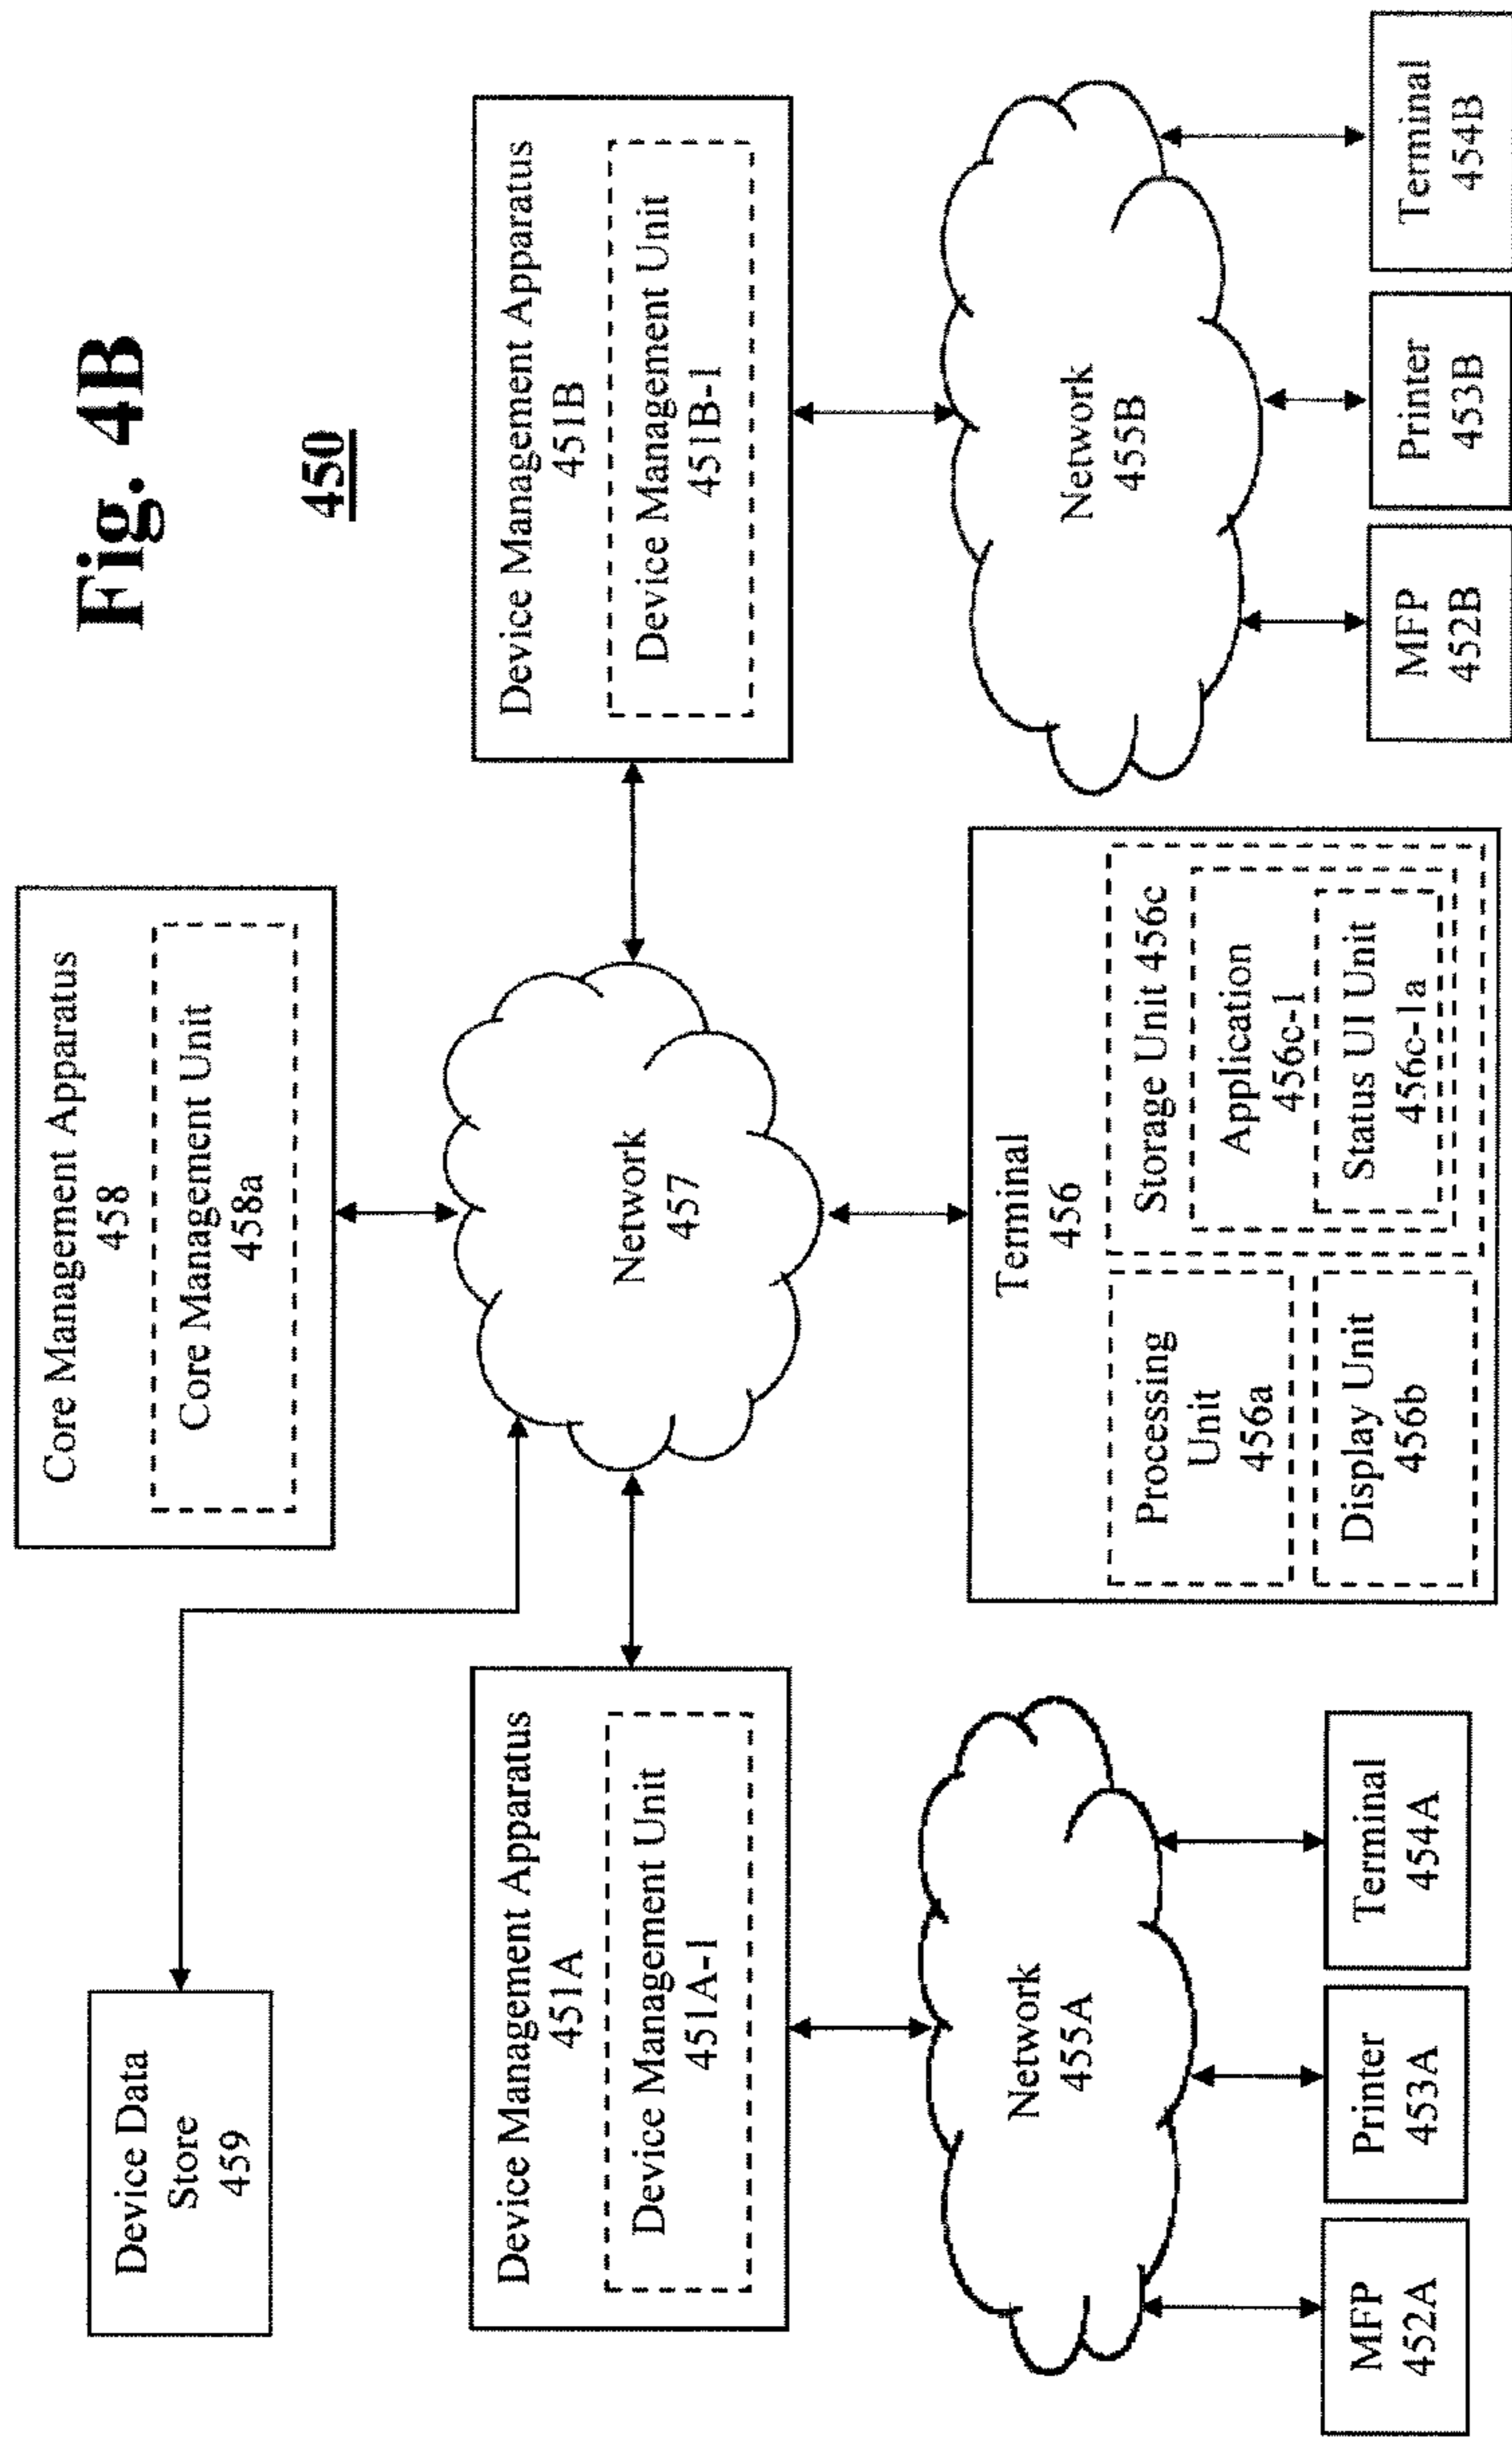 Fig. 4B
450
Device Data
Store
459
Core Management Apparatus
458
Core Management Unit
458a
Device Management Apparatus
451A
Device Management Unit
451A-1
Network
457
Device Management Apparatus
451B
Device Management Unit
451B-1
Network
455A
MFP
452A
Printer
453A
Terminal
454A
Terminal
456
Processing
Unit
456a
Display Unit
456b
Storage Unit 456c
Application
456c-1
Status UI Unit
456c-1a
Network
455B
MFP
452B
Printer
453B
Terminal
454B